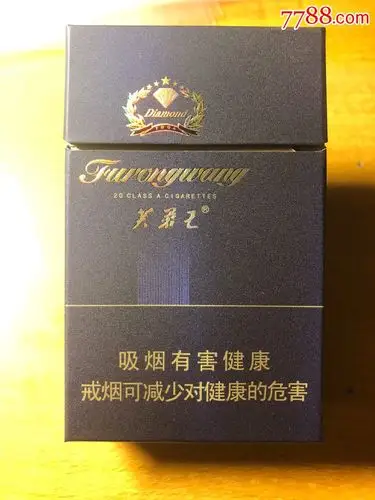 7788.com
Diamond
Furongwang
20 CLASS A CIGARETTES
芙蓉王®
吸烟有害健康
戒烟可减少对健康的危害